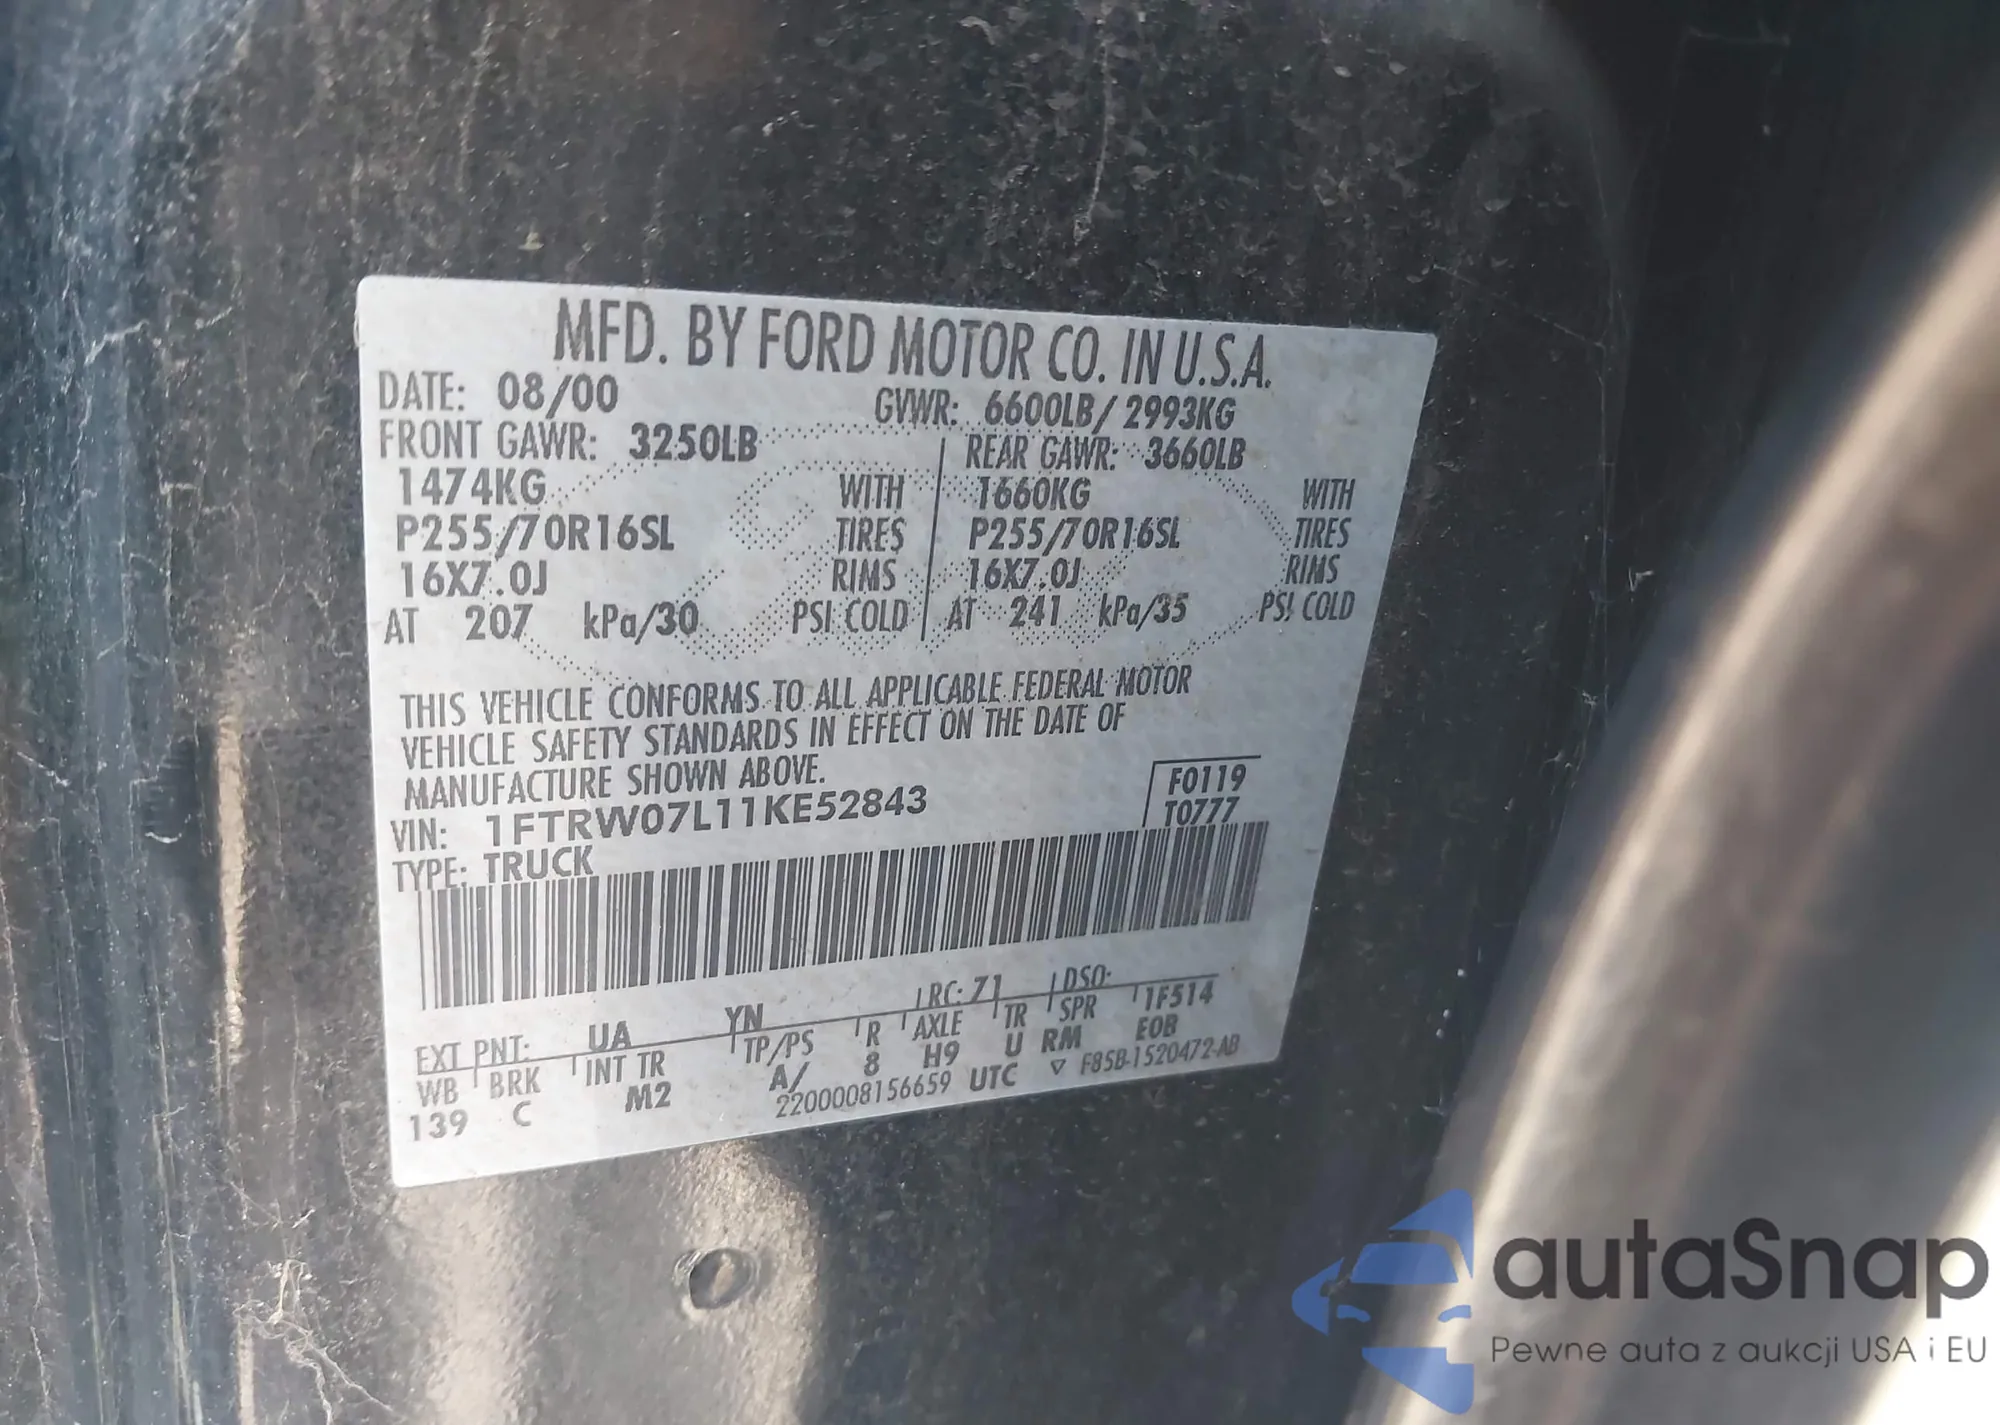 MFD. BY FORD MOTOR CO. IN U.S.A.
DATE: 08/00 GVWR: 6600LB/ 2993KG
FRONT GAWR: 3250LB REAR GAWR: 3660LB
1474KG WITH 1660KG WITH
P255/70R16SL TIRES P255/70R16SL TIRES
16X7.0J RIMS 16X7.0J RIMS
AT 207 kPa/30 PSI COLD AT 241 kPa/35 PSI COLD
THIS VEHICLE CONFORMS TO ALL APPLICABLE FEDERAL MOTOR
VEHICLE SAFETY STANDARDS IN EFFECT ON THE DATE OF
MANUFACTURE SHOWN ABOVE.
VIN: 1FTRW07L11KE52843 F0119
TYPE: TRUCK T0777
EXT PNT: UA YN RC: 71 DSO:
WB BRK INT TR TP/PS R AXLE TR SPR 1F514
139 C M2 A/ 8 H9 U RM EOB
2200008156659 UTC ▽ F85B-1520472-AB
autaSnap
Pewne auta z aukcji USA i EU